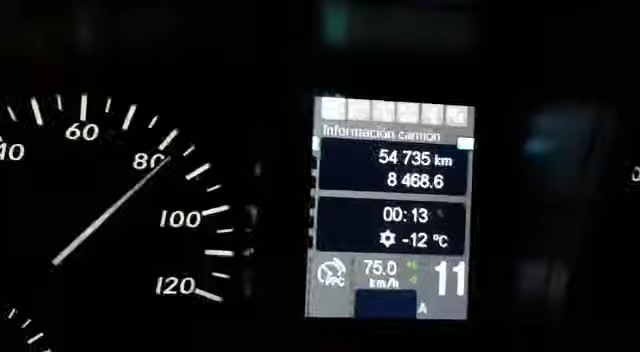 40
60
80
100
120
Información camión
54 735 km
8 468.6
00:13
-12 °C
PPC
75.0
km/h
11
A